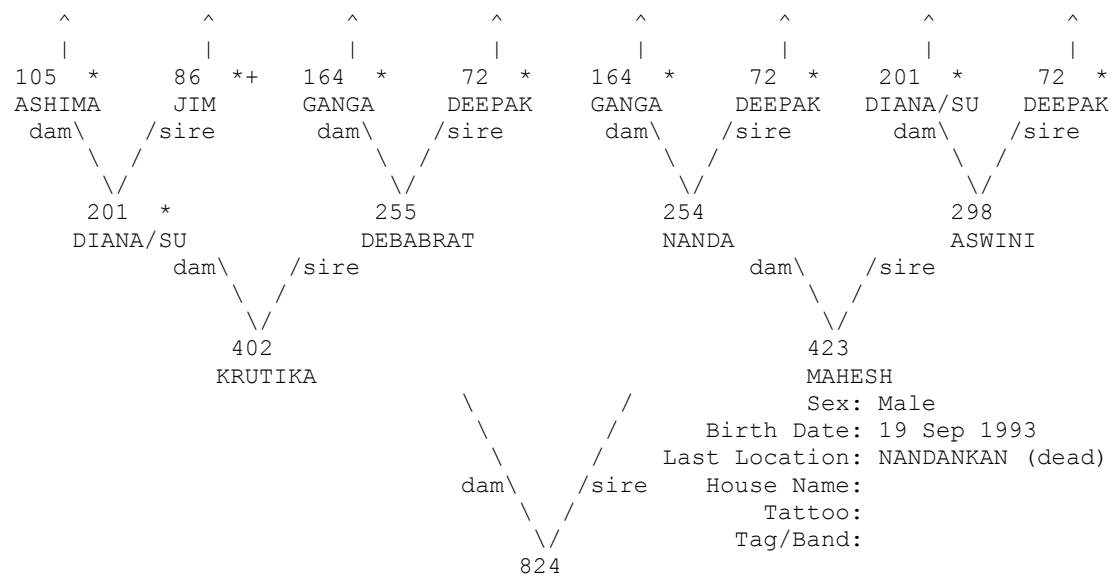 ^ ^ ^ ^ ^ ^ ^ ^
| | | | | | | |
105 * 86 *+ 164 * 72 * 164 * 72 * 201 * 72 *
ASHIMA JIM GANGA DEEPAK GANGA DEEPAK DIANA/SU DEEPAK
dam\ /sire dam\ /sire dam\ /sire dam\ /sire
\ / \ / \ / \ /
\/ \/ \/ \/
201 * 255 254 298
DIANA/SU DEBABRAT NANDA ASWINI
dam\ /sire dam\ /sire
\ / \ /
\/ \/
402 423
KRUTIKA MAHESH
\ / Sex: Male
\ / Birth Date: 19 Sep 1993
\ / Last Location: NANDANKAN (dead)
dam\ /sire House Name:
\ / Tattoo:
\/ Tag/Band:
824